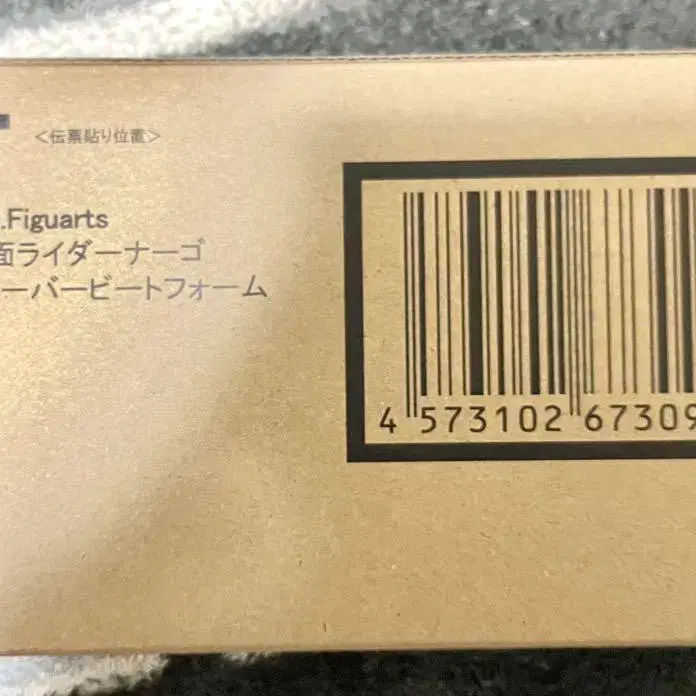 <伝票貼り位置>
.Figuarts
面ライダーナーゴ
ーバービートフォーム
4 573102 67309